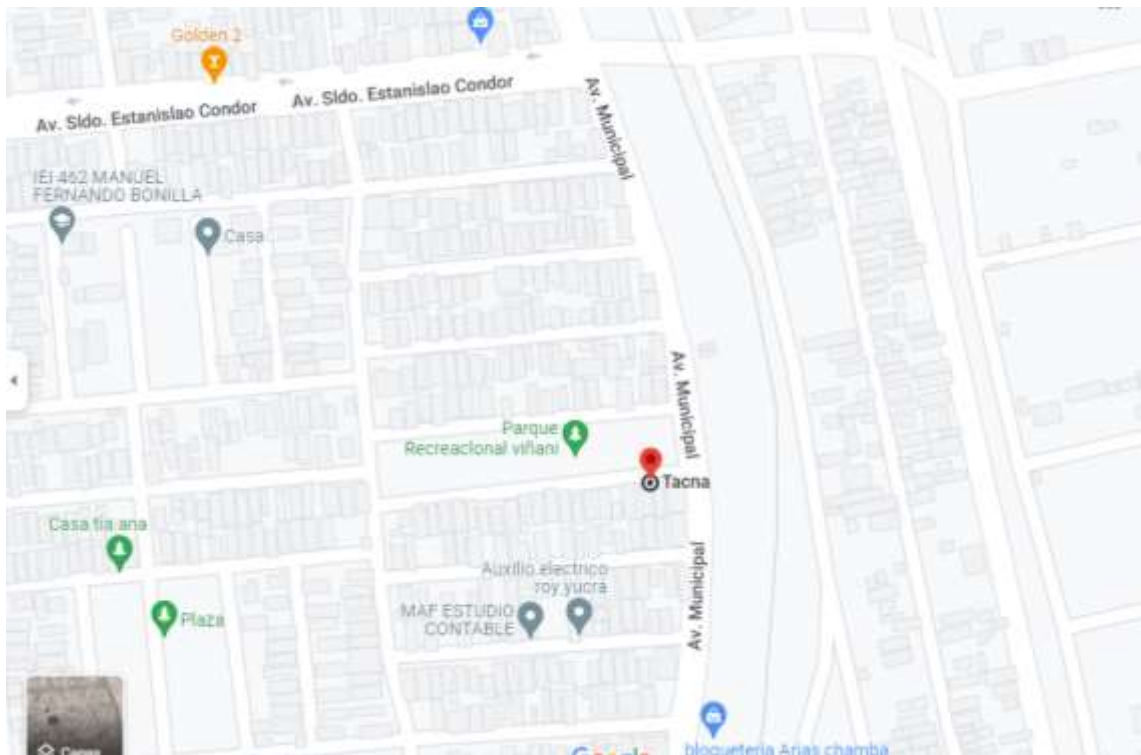 Golden 2
Av. Sldo. Estanislao Condor
Av. Sldo. Estanislao Condor
Av. Municipal
IEI 462 MANUEL
FERNANDO BONILLA
Casa
Av. Municipal
Parque
Recreacional viñani
Tacna
Casa tia ana
Av. Municipal
Auxilio electrico
roy yucra
MAF ESTUDIO
CONTABLE
Plaza
Capas
Google
bloqueteria Arias chamba